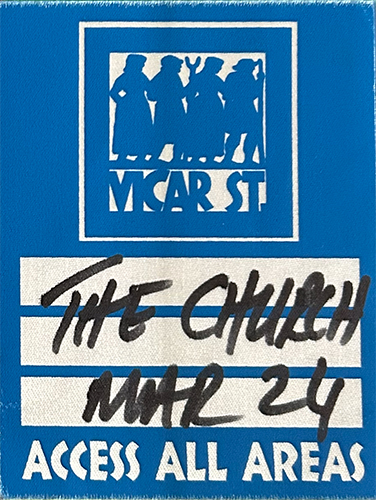 VICAR ST.
THE CHURCH
MAR 24
ACCESS ALL AREAS